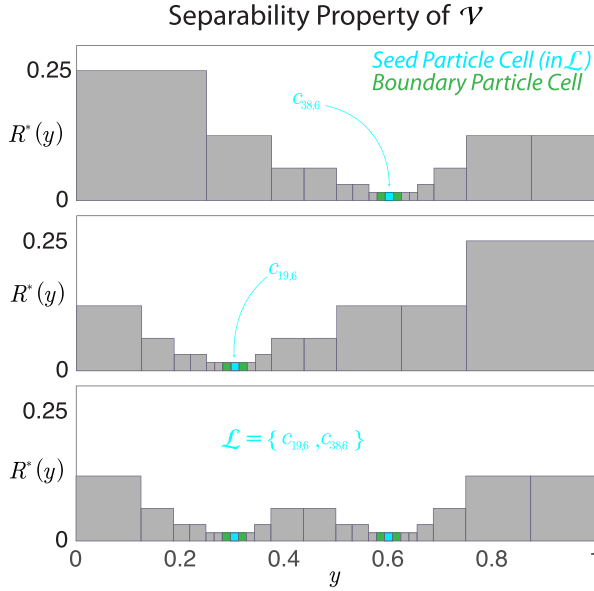 Separability Property of 𝒱
Seed Particle Cell (in ℒ)
Boundary Particle Cell
0.25
R*(y)
0
c38,6
0.25
R*(y)
0
c19,6
0.25
R*(y)
0
ℒ = { c19,6 , c38,6 }
0 0.2 0.4 0.6 0.8 1
y